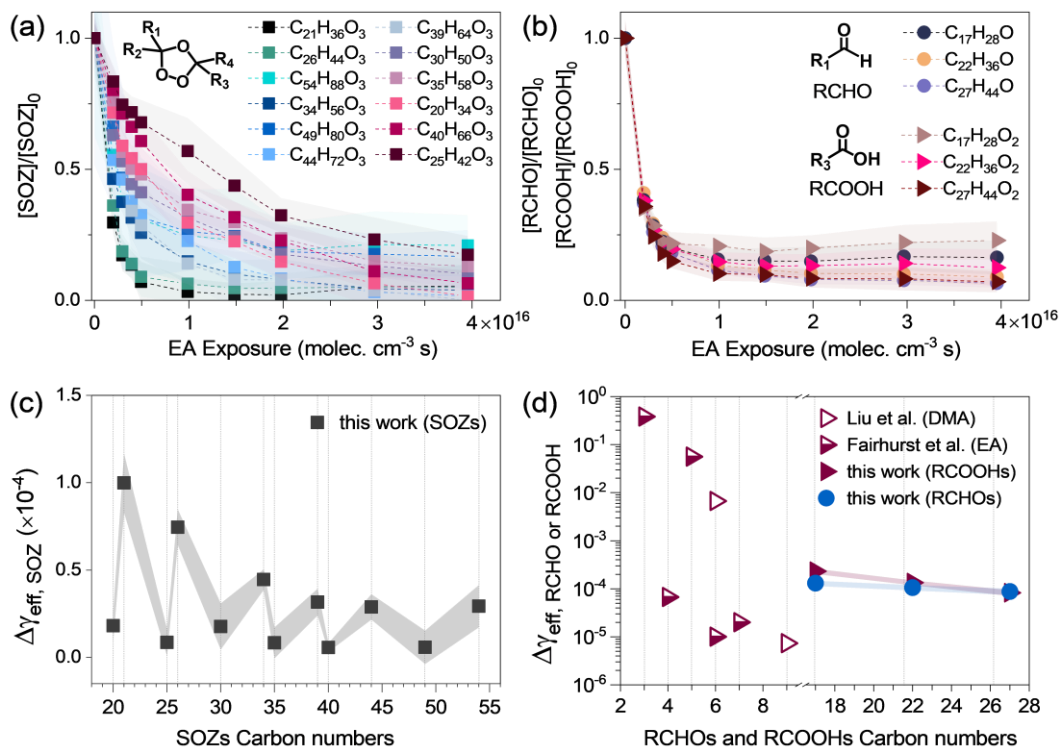 (a)
[SOZ]/[SOZ]₀
1.0
0.5
0.0
R₁
R₂
O
O
O
R₄
R₃
C₂₁H₃₆O₃
C₂₆H₄₄O₃
C₅₄H₈₈O₃
C₃₄H₅₆O₃
C₄₉H₈₀O₃
C₄₄H₇₂O₃
C₃₉H₆₄O₃
C₃₀H₅₀O₃
C₃₅H₅₈O₃
C₂₀H₃₄O₃
C₄₀H₆₆O₃
C₂₅H₄₂O₃
0 1 2 3 4×10¹⁶
EA Exposure (molec. cm⁻³ s)
(b)
[RCHO]/[RCHO]₀
[RCOOH]/[RCOOH]₀
1.0
0.5
0.0
O
R₁ H
RCHO
O
R₃ OH
RCOOH
C₁₇H₂₈O
C₂₂H₃₆O
C₂₇H₄₄O
C₁₇H₂₈O₂
C₂₂H₃₆O₂
C₂₇H₄₄O₂
0 1 2 3 4×10¹⁶
EA Exposure (molec. cm⁻³ s)
(c)
Δγeff, SOZ (×10⁻⁴)
1.5
1.0
0.5
0.0
this work (SOZs)
20 25 30 35 40 45 50 55
SOZs Carbon numbers
(d)
Δγeff, RCHO or RCOOH
10⁰
10⁻¹
10⁻²
10⁻³
10⁻⁴
10⁻⁵
10⁻⁶
Liu et al. (DMA)
Fairhurst et al. (EA)
this work (RCOOHs)
this work (RCHOs)
2 4 6 8 16 18 20 22 24 26 28
RCHOs and RCOOHs Carbon numbers